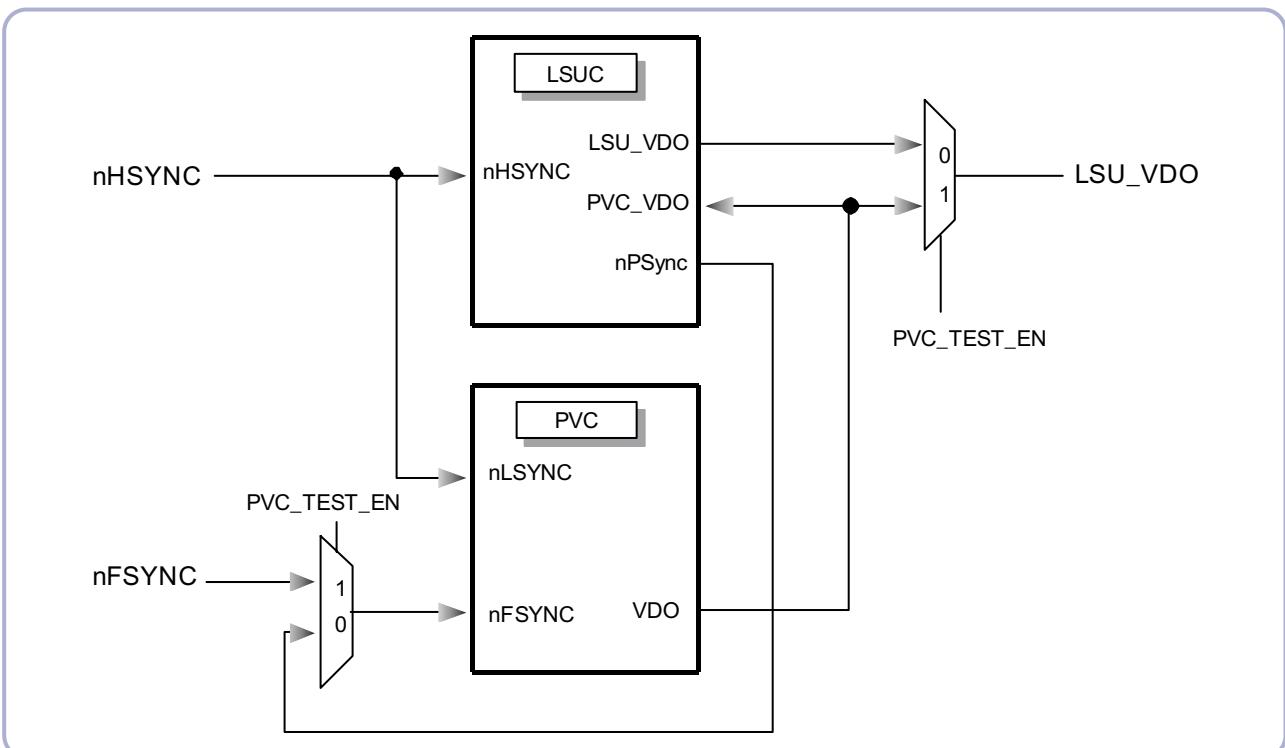 LSUC
LSU_VDO
nHSYNC
nHSYNC
PVC_VDO
nPSync
0
1
LSU_VDO
PVC_TEST_EN
PVC
nLSYNC
PVC_TEST_EN
nFSYNC
1
0
nFSYNC
VDO